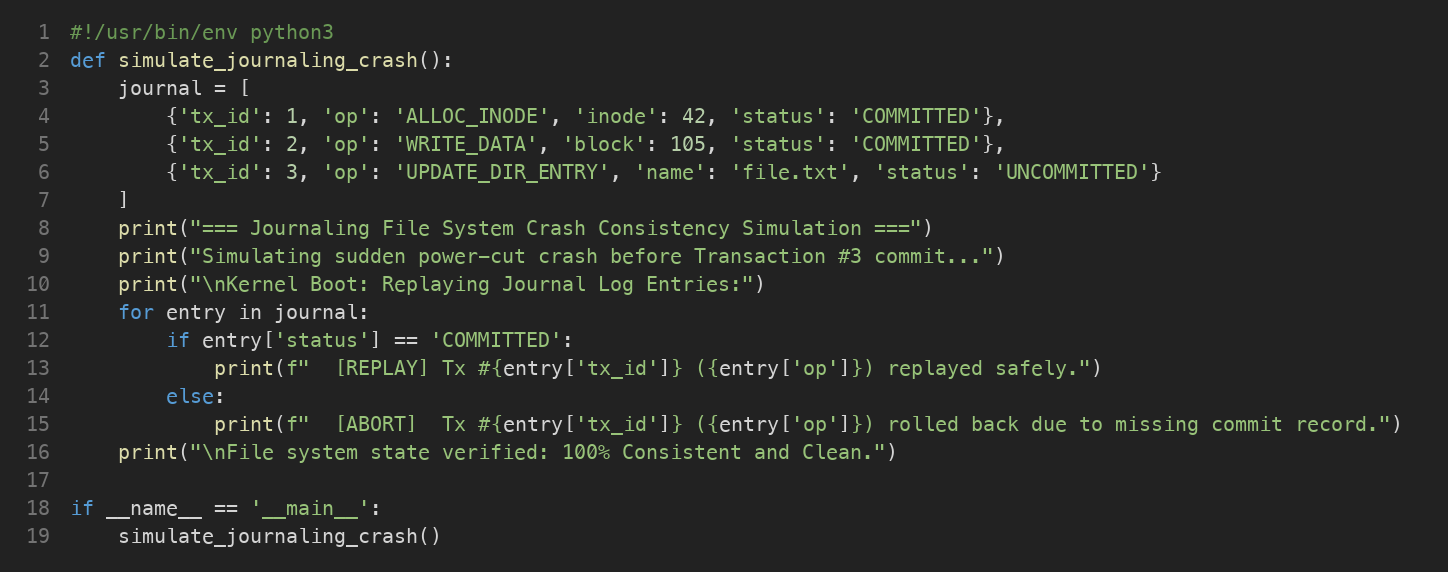 1 #!/usr/bin/env python3
2 def simulate_journaling_crash():
3     journal = [
4         {'tx_id': 1, 'op': 'ALLOC_INODE', 'inode': 42, 'status': 'COMMITTED'},
5         {'tx_id': 2, 'op': 'WRITE_DATA', 'block': 105, 'status': 'COMMITTED'},
6         {'tx_id': 3, 'op': 'UPDATE_DIR_ENTRY', 'name': 'file.txt', 'status': 'UNCOMMITTED'}
7     ]
8     print("=== Journaling File System Crash Consistency Simulation ===")
9     print("Simulating sudden power-cut crash before Transaction #3 commit...")
10     print("\nKernel Boot: Replaying Journal Log Entries:")
11     for entry in journal:
12         if entry['status'] == 'COMMITTED':
13             print(f"  [REPLAY] Tx #{entry['tx_id']} ({entry['op']}) replayed safely.")
14         else:
15             print(f"  [ABORT]  Tx #{entry['tx_id']} ({entry['op']}) rolled back due to missing commit record.")
16     print("\nFile system state verified: 100% Consistent and Clean.")
17
18 if __name__ == '__main__':
19     simulate_journaling_crash()